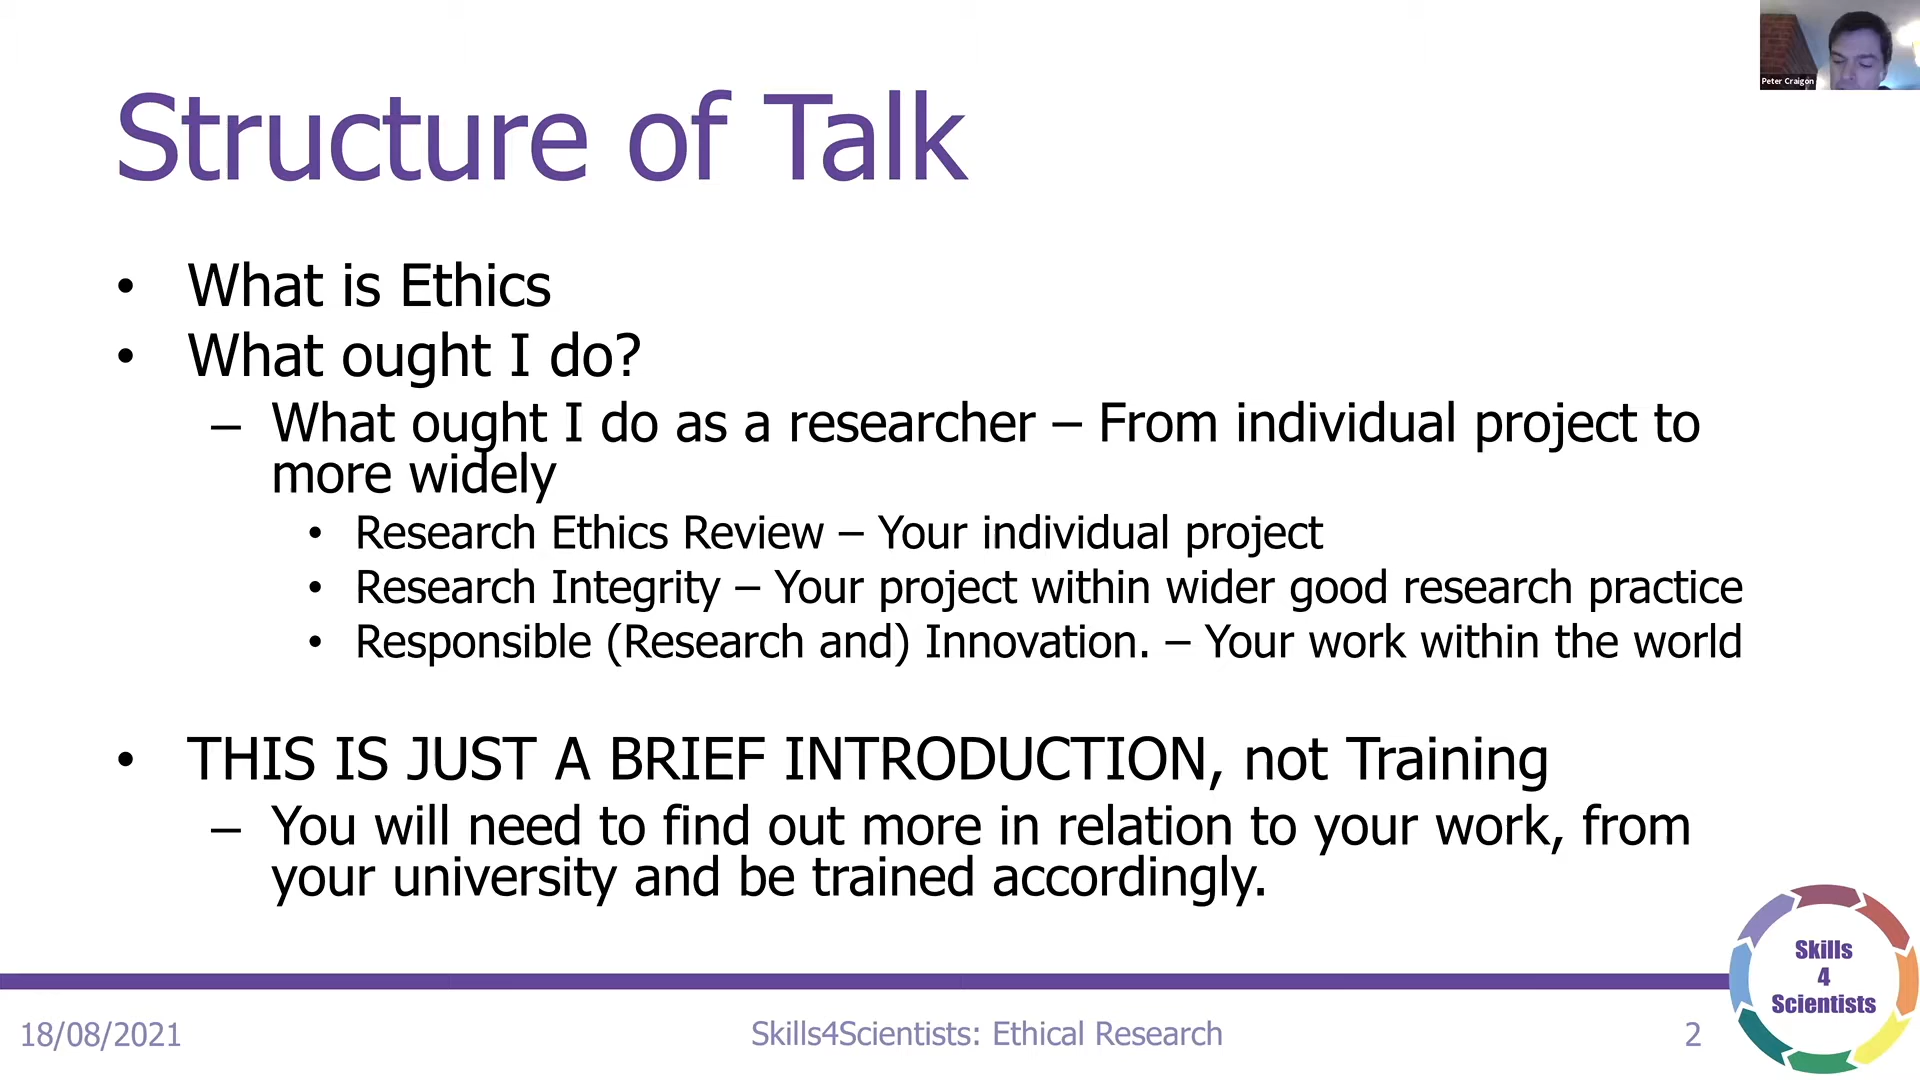 Peter Craigon
Structure of Talk
• What is Ethics
• What ought I do?
– What ought I do as a researcher – From individual project to
more widely
• Research Ethics Review – Your individual project
• Research Integrity – Your project within wider good research practice
• Responsible (Research and) Innovation. – Your work within the world
• THIS IS JUST A BRIEF INTRODUCTION, not Training
– You will need to find out more in relation to your work, from
your university and be trained accordingly.
Skills
4
Scientists
18/08/2021
Skills4Scientists: Ethical Research
2